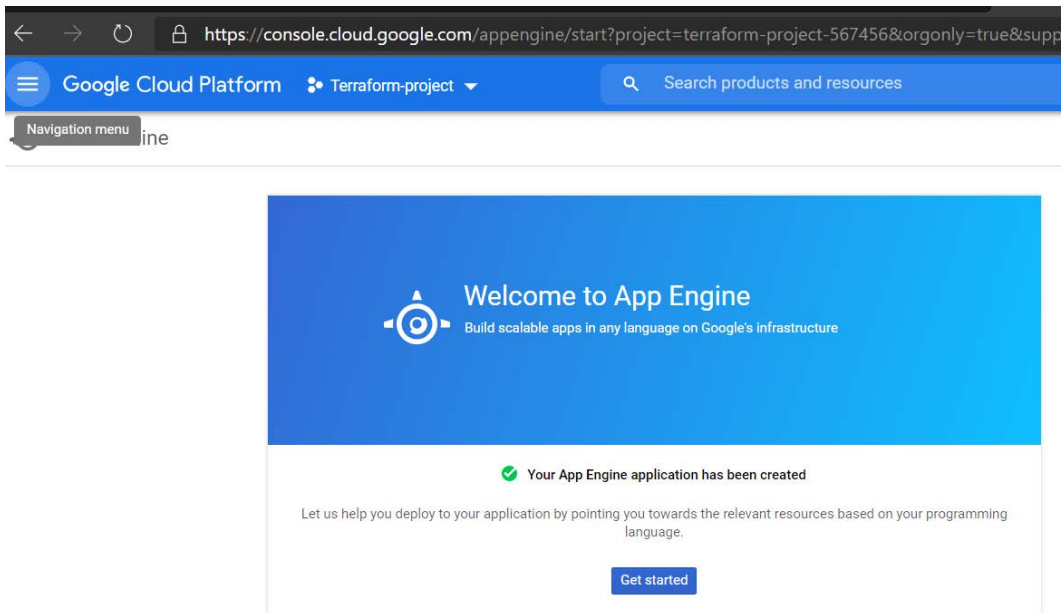 https://console.cloud.google.com/appengine/start?project=terraform-project-567456&orgonly=true&supp
Google Cloud Platform Terraform-project Search products and resources
Navigation menu ine
Welcome to App Engine
Build scalable apps in any language on Google's infrastructure
Your App Engine application has been created
Let us help you deploy to your application by pointing you towards the relevant resources based on your programming
language.
Get started